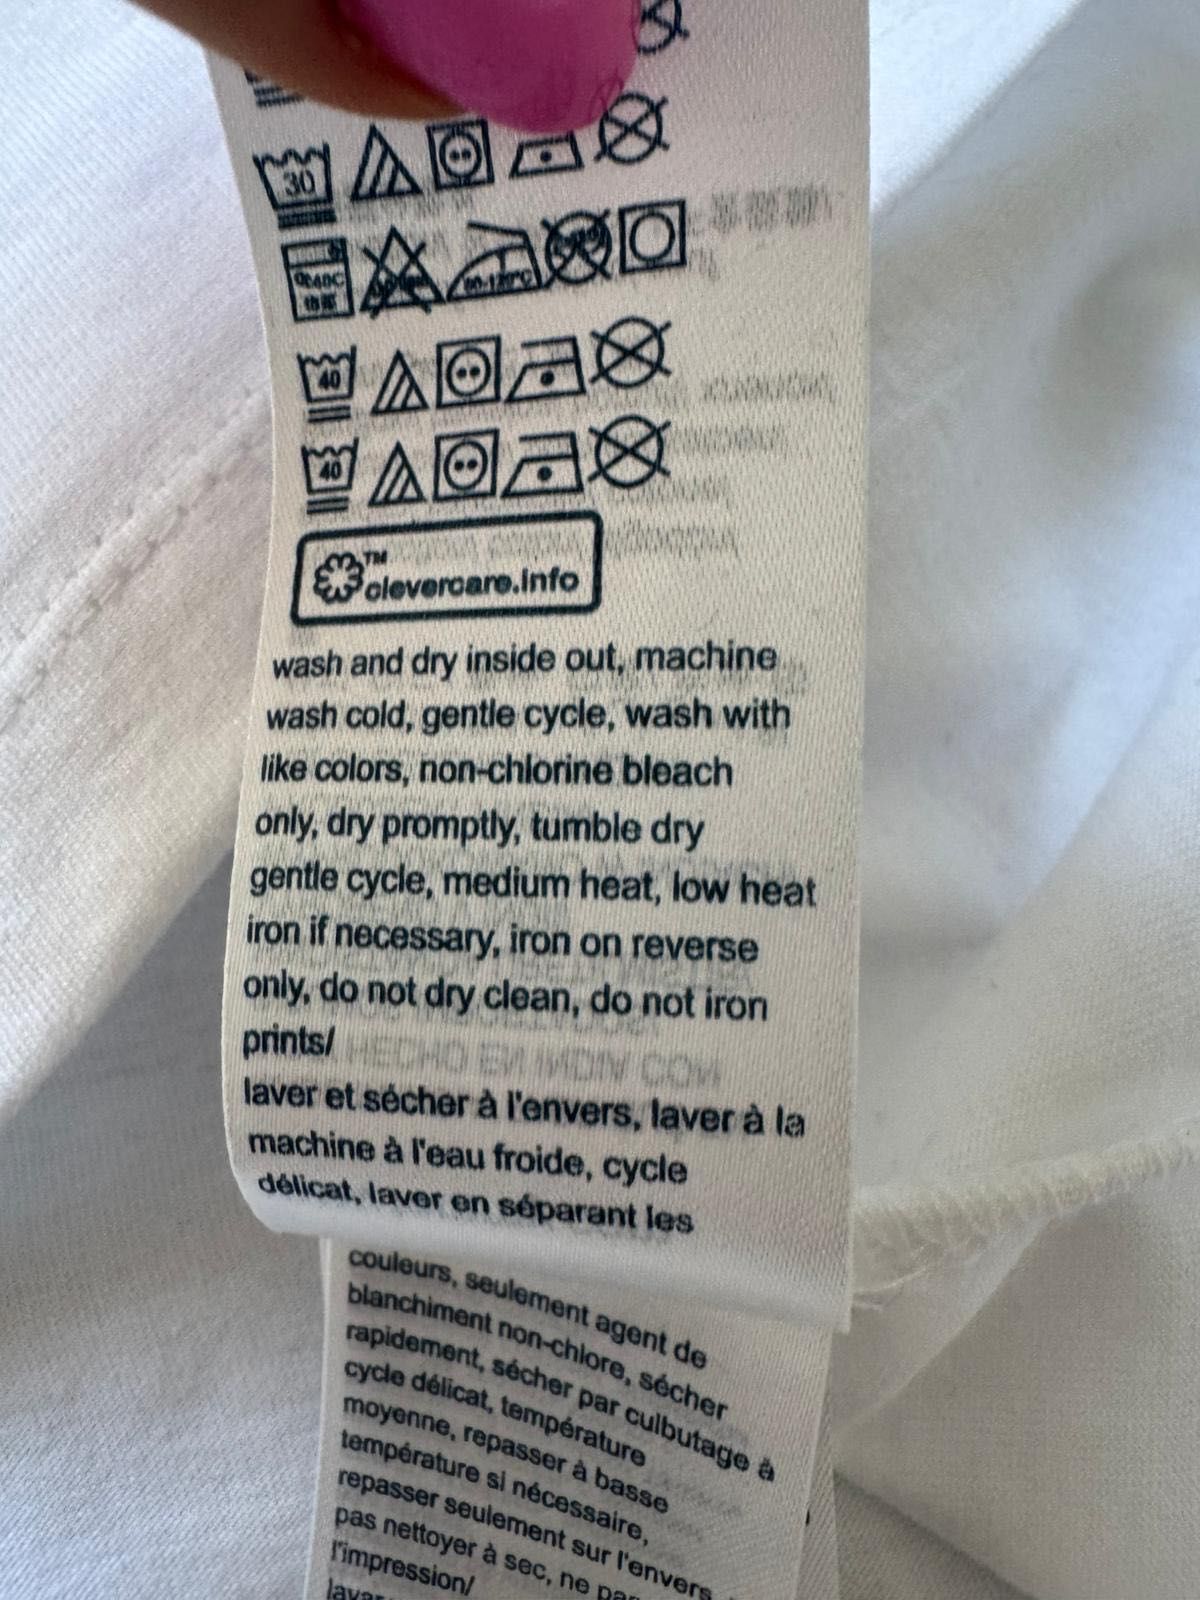 30
40
40
™
clevercare.info
wash and dry inside out, machine
wash cold, gentle cycle, wash with
like colors, non-chlorine bleach
only, dry promptly, tumble dry
gentle cycle, medium heat, low heat
iron if necessary, iron on reverse
only, do not dry clean, do not iron
prints/
laver et sécher à l'envers, laver à la
machine à l'eau froide, cycle
délicat, laver en séparant les
couleurs, seulement agent de
blanchiment non-chlore, sécher
rapidement, sécher par culbutage à
cycle délicat, température
moyenne, repasser à basse
température si nécessaire,
repasser seulement sur l'envers,
pas nettoyer à sec, ne
l'impression/